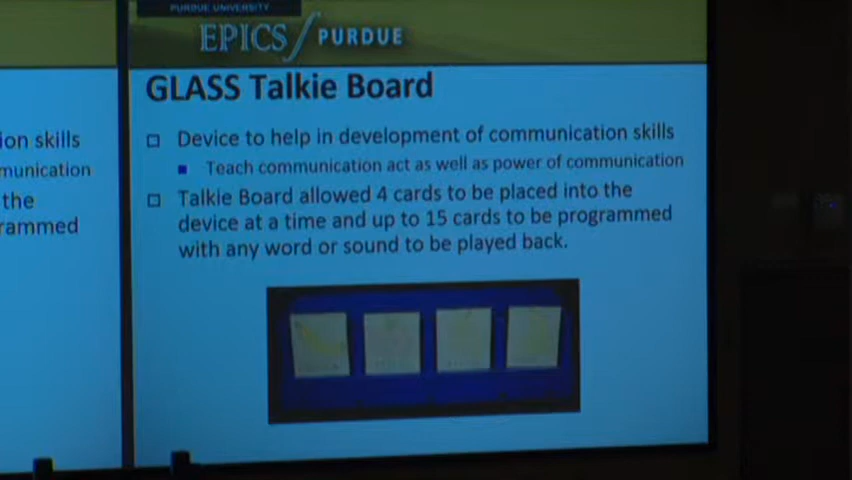 PURDUE UNIVERSITY
EPICS PURDUE
GLASS Talkie Board
Device to help in development of communication skills
Teach communication act as well as power of communication
Talkie Board allowed 4 cards to be placed into the
device at a time and up to 15 cards to be programmed
with any word or sound to be played back.
ion skills
munication
the
rammed